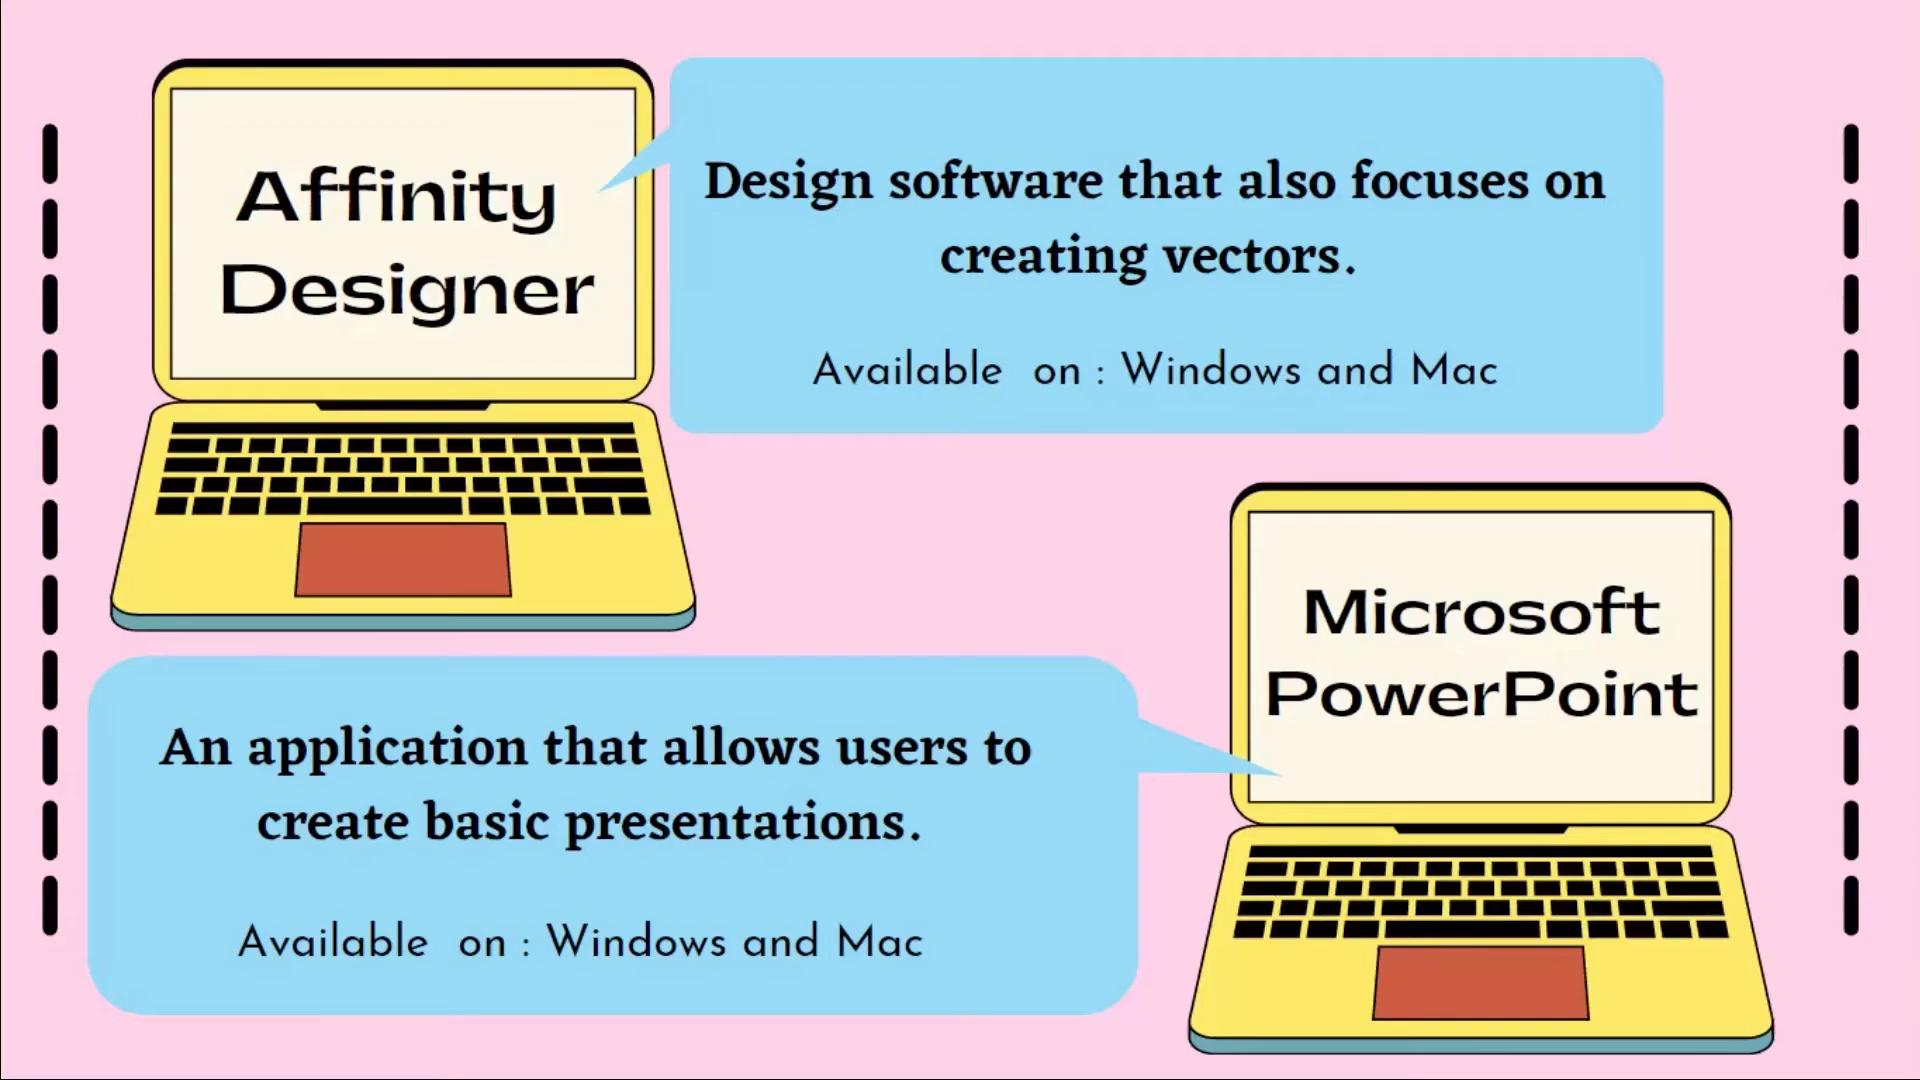 Affinity
Designer
Design software that also focuses on
creating vectors.
Available on : Windows and Mac
Microsoft
PowerPoint
An application that allows users to
create basic presentations.
Available on : Windows and Mac